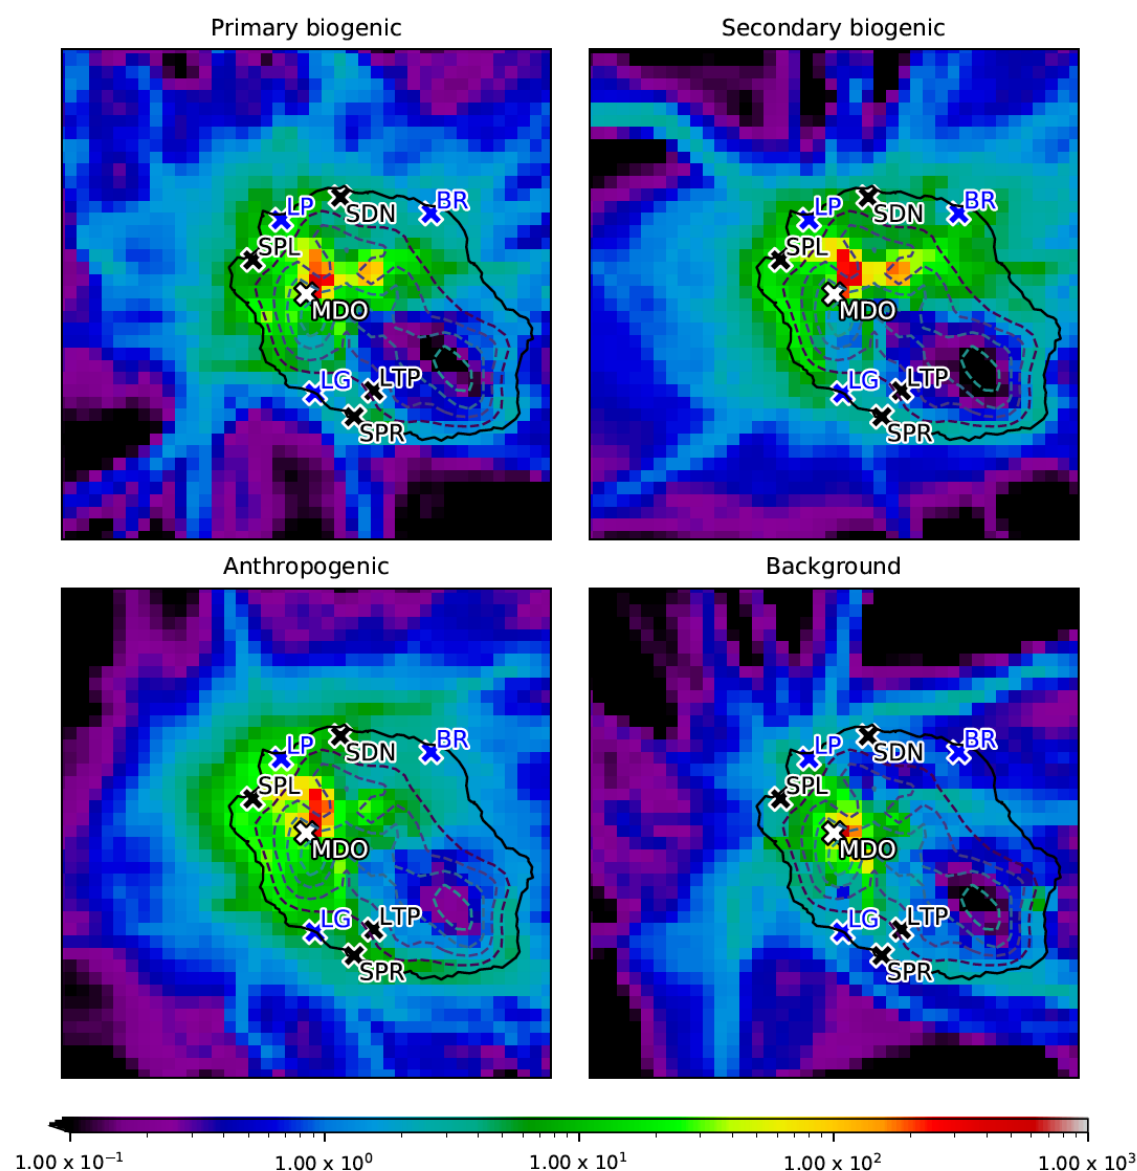 Primary biogenic
Secondary biogenic
LP
SDN
BR
SPL
MDO
LG
LTP
SPR
LP
SDN
BR
SPL
MDO
LG
LTP
SPR
Anthropogenic
Background
LP
SDN
BR
SPL
MDO
LG
LTP
SPR
LP
SDN
BR
SPL
MDO
LG
LTP
SPR
1.00 x 10⁻¹ 1.00 x 10⁰ 1.00 x 10¹ 1.00 x 10² 1.00 x 10³